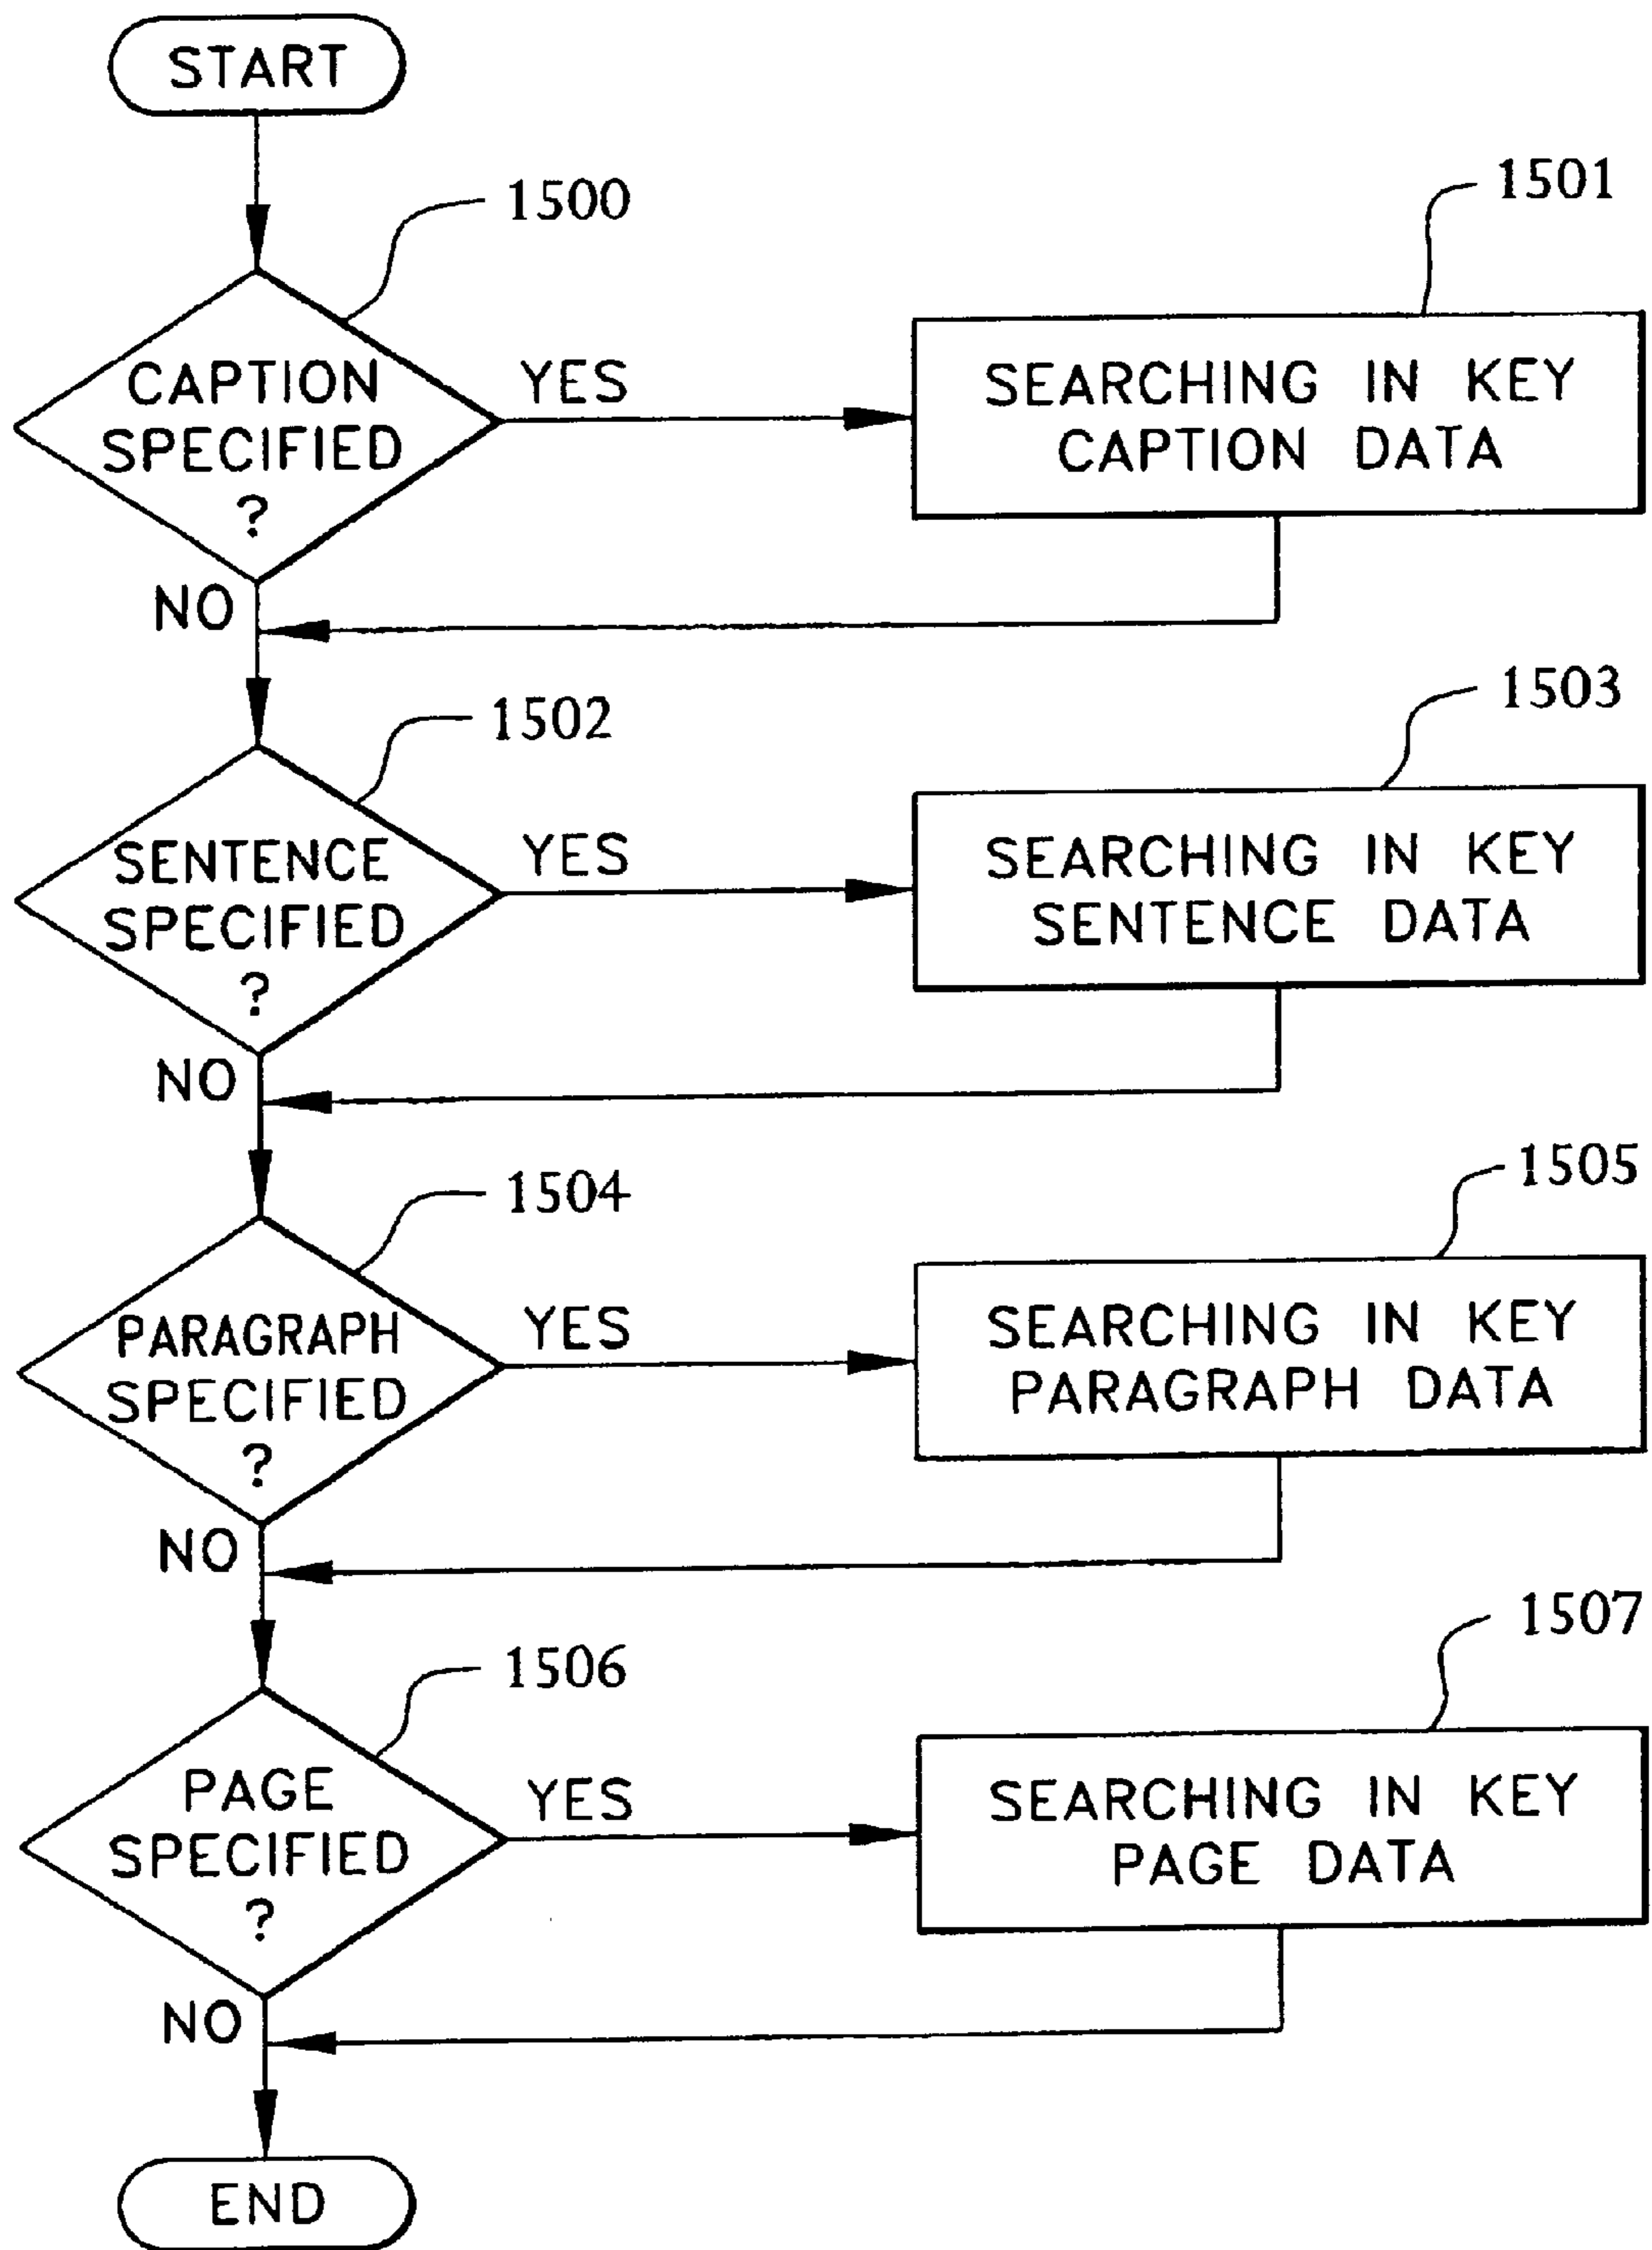 START
1500
1501
CAPTION
SPECIFIED
?
YES
SEARCHING IN KEY
CAPTION DATA
NO
1502
1503
SENTENCE
SPECIFIED
?
YES
SEARCHING IN KEY
SENTENCE DATA
NO
1504
1505
PARAGRAPH
SPECIFIED
?
YES
SEARCHING IN KEY
PARAGRAPH DATA
NO
1506
1507
PAGE
SPECIFIED
?
YES
SEARCHING IN KEY
PAGE DATA
NO
END